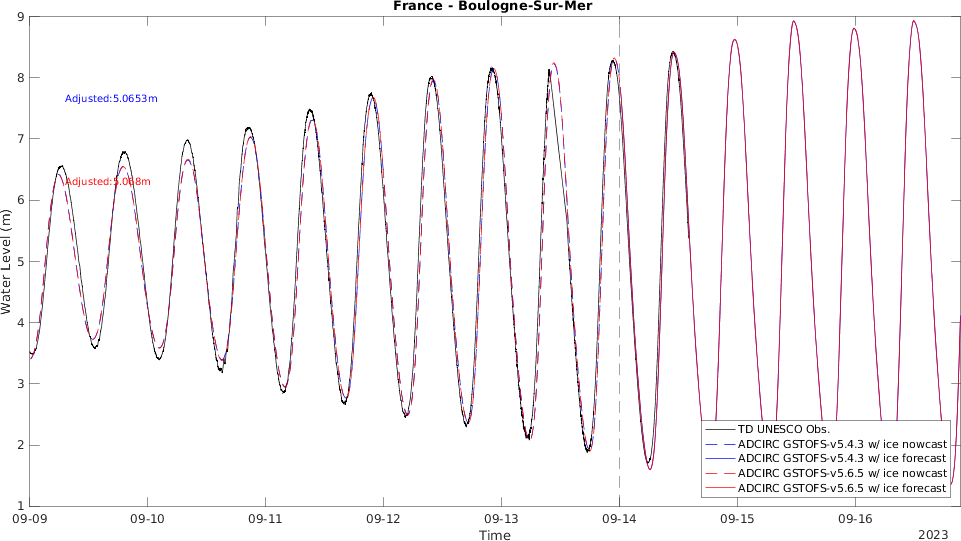 France - Boulogne-Sur-Mer
9
8
7
6
5
4
3
2
1
Water Level (m)
Adjusted:5.0653m
Adjusted:5.068m
TD UNESCO Obs.
ADCIRC GSTOFS-v5.4.3 w/ ice nowcast
ADCIRC GSTOFS-v5.4.3 w/ ice forecast
ADCIRC GSTOFS-v5.6.5 w/ ice nowcast
ADCIRC GSTOFS-v5.6.5 w/ ice forecast
09-09 09-10 09-11 09-12 09-13 09-14 09-15 09-16
Time
2023